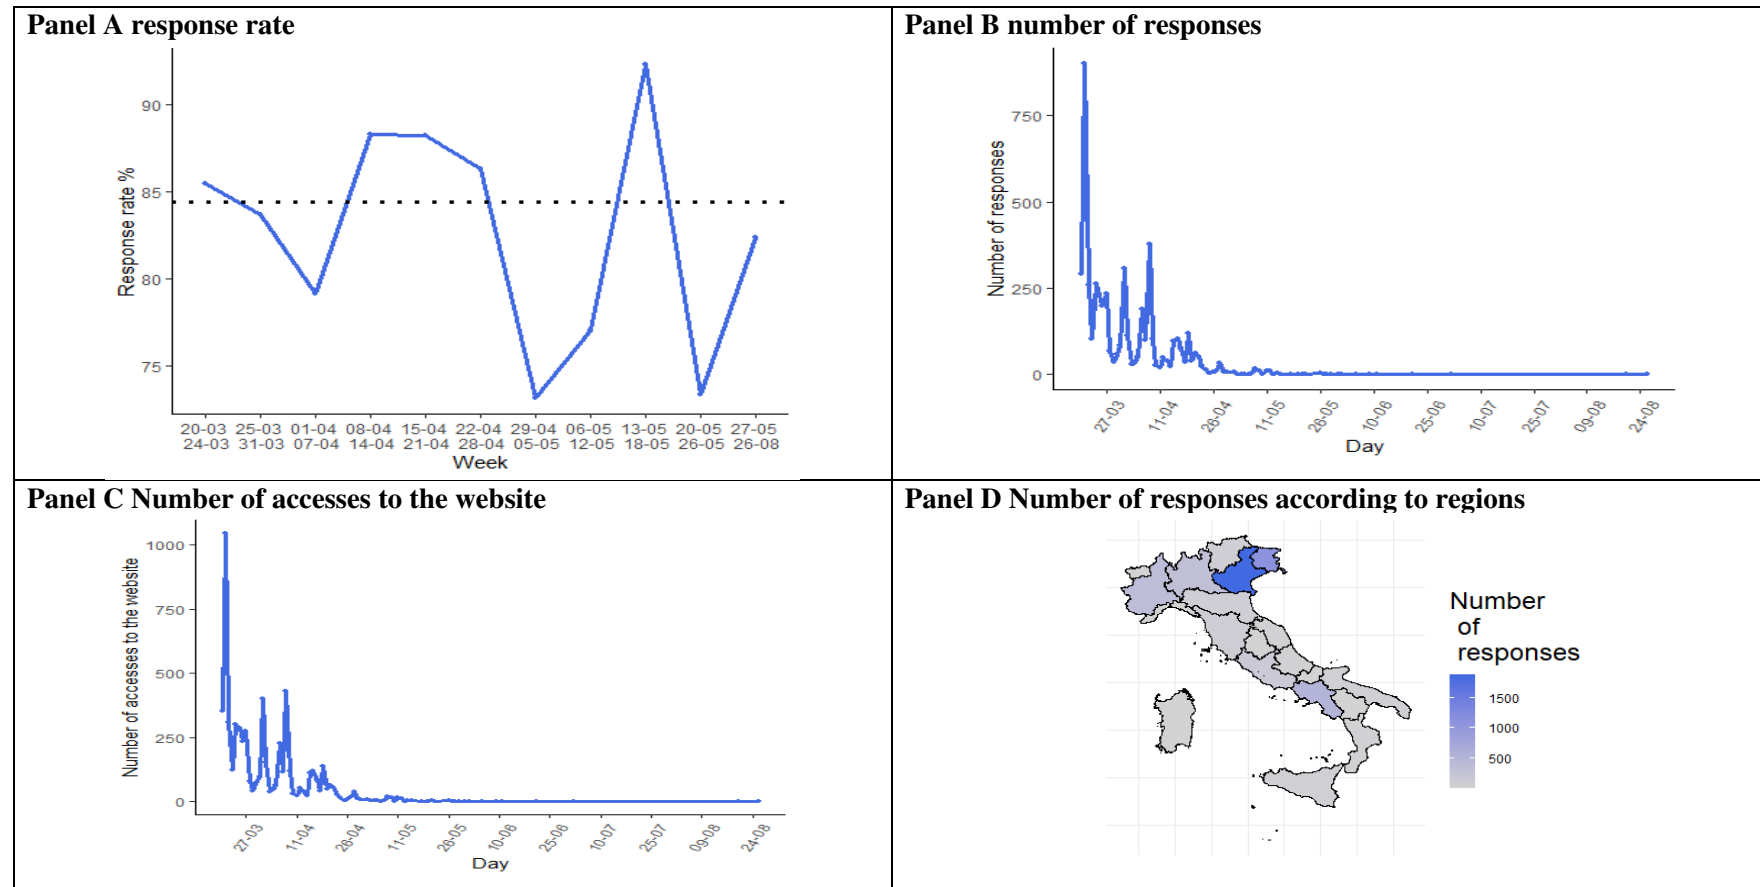 Panel A response rate
90
85
80
75
Response rate %
20-03 25-03 01-04 08-04 15-04 22-04 29-04 06-05 13-05 20-05 27-05
24-03 31-03 07-04 14-04 21-04 28-04 05-05 12-05 18-05 26-05 26-08
Week
Panel B number of responses
750
500
250
0
Number of responses
27-03 11-04 26-04 11-05 26-05 10-06 25-06 10-07 25-07 09-08 24-08
Day
Panel C Number of accesses to the website
1000
750
500
250
0
Number of accesses to the website
27-03 11-04 26-04 11-05 26-05 10-06 25-06 10-07 25-07 09-08 24-08
Day
Panel D Number of responses according to regions
Number
of
responses
1500
1000
500